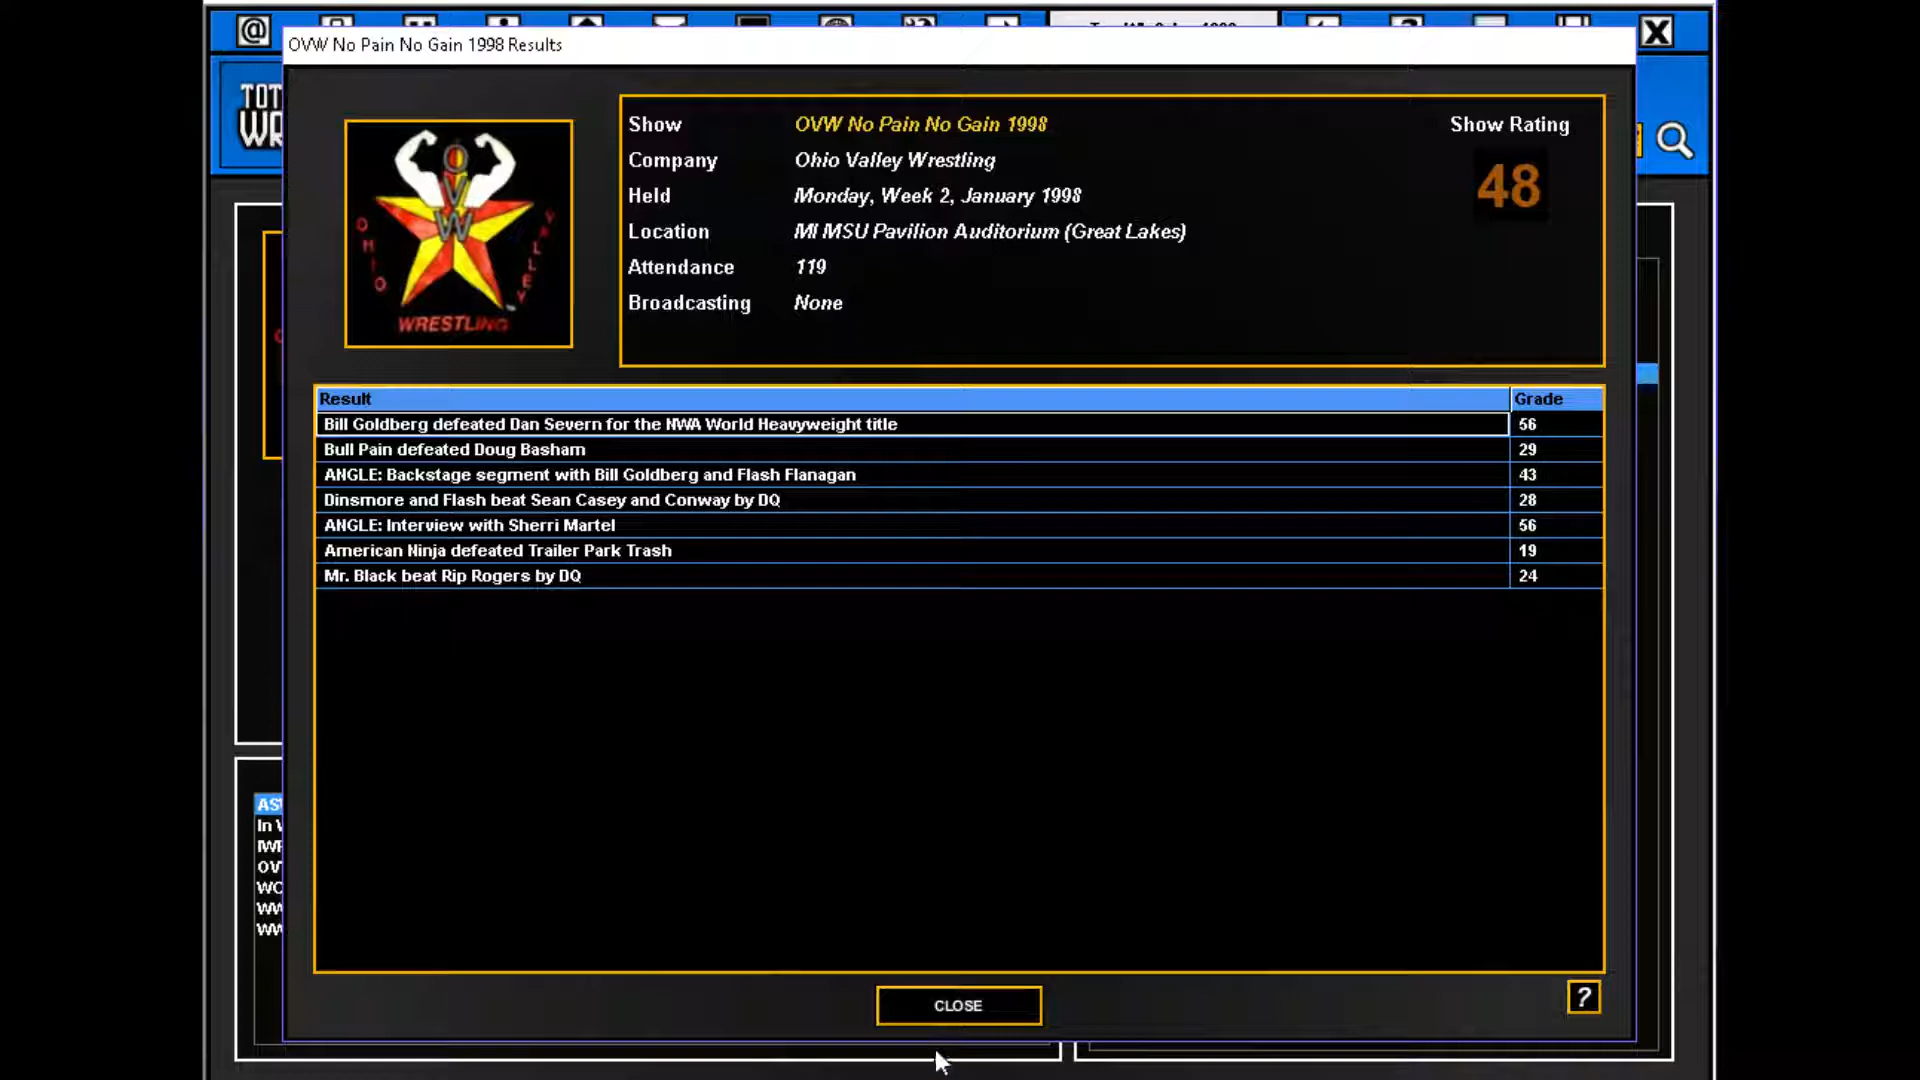 @
X
OVW No Pain No Gain 1998 Results
TOT
WR
OVW
OHIO
VALLEY
WRESTLING
Show OVW No Pain No Gain 1998
Company Ohio Valley Wrestling
Held Monday, Week 2, January 1998
Location MI MSU Pavilion Auditorium (Great Lakes)
Attendance 119
Broadcasting None
Show Rating
48
Result Grade
Bill Goldberg defeated Dan Severn for the NWA World Heavyweight title 56
Bull Pain defeated Doug Basham 29
ANGLE: Backstage segment with Bill Goldberg and Flash Flanagan 43
Dinsmore and Flash beat Sean Casey and Conway by DQ 28
ANGLE: Interview with Sherri Martel 56
American Ninja defeated Trailer Park Trash 19
Mr. Black beat Rip Rogers by DQ 24
In
CLOSE
?